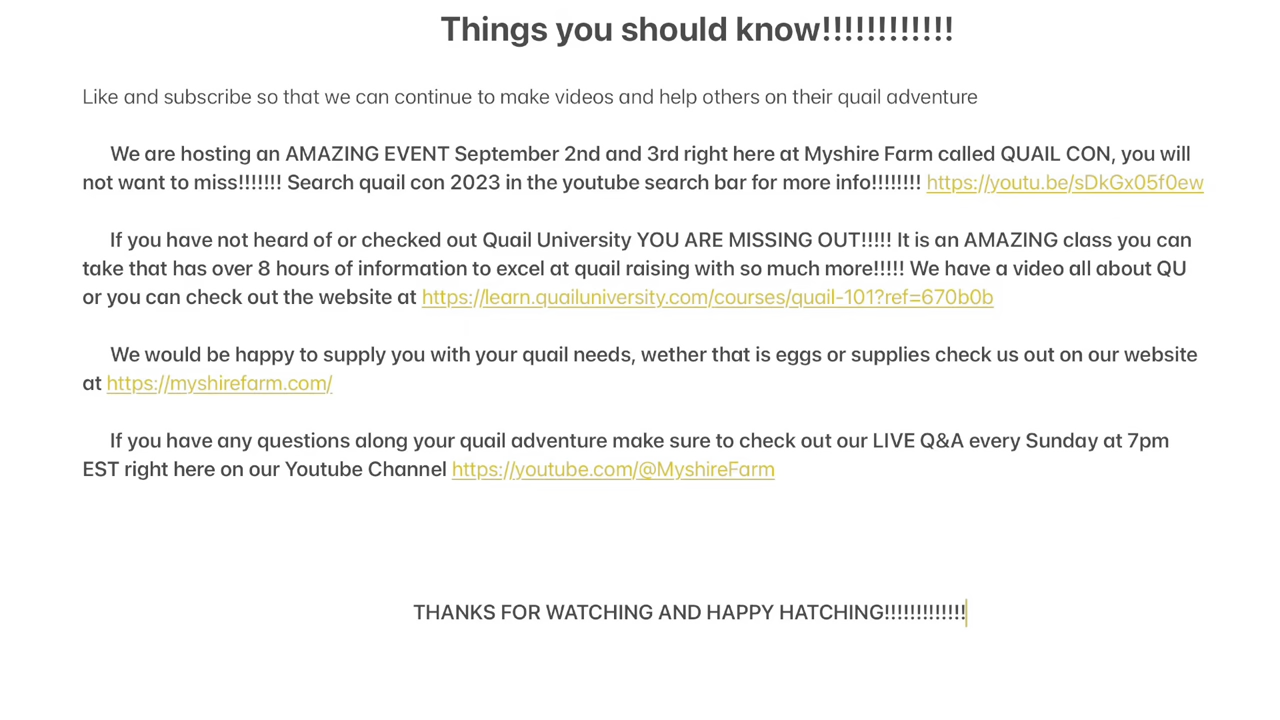 Things you should know!!!!!!!!!!!!
Like and subscribe so that we can continue to make videos and help others on their quail adventure
We are hosting an AMAZING EVENT September 2nd and 3rd right here at Myshire Farm called QUAIL CON, you will
not want to miss!!!!!!! Search quail con 2023 in the youtube search bar for more info!!!!!!!! https://youtu.be/sDkGx05f0ew
If you have not heard of or checked out Quail University YOU ARE MISSING OUT!!!!! It is an AMAZING class you can
take that has over 8 hours of information to excel at quail raising with so much more!!!!! We have a video all about QU
or you can check out the website at https://learn.quailuniversity.com/courses/quail-101?ref=670b0b
We would be happy to supply you with your quail needs, wether that is eggs or supplies check us out on our website
at https://myshirefarm.com/
If you have any questions along your quail adventure make sure to check out our LIVE Q&A every Sunday at 7pm
EST right here on our Youtube Channel https://youtube.com/@MyshireFarm
THANKS FOR WATCHING AND HAPPY HATCHING!!!!!!!!!!!!!